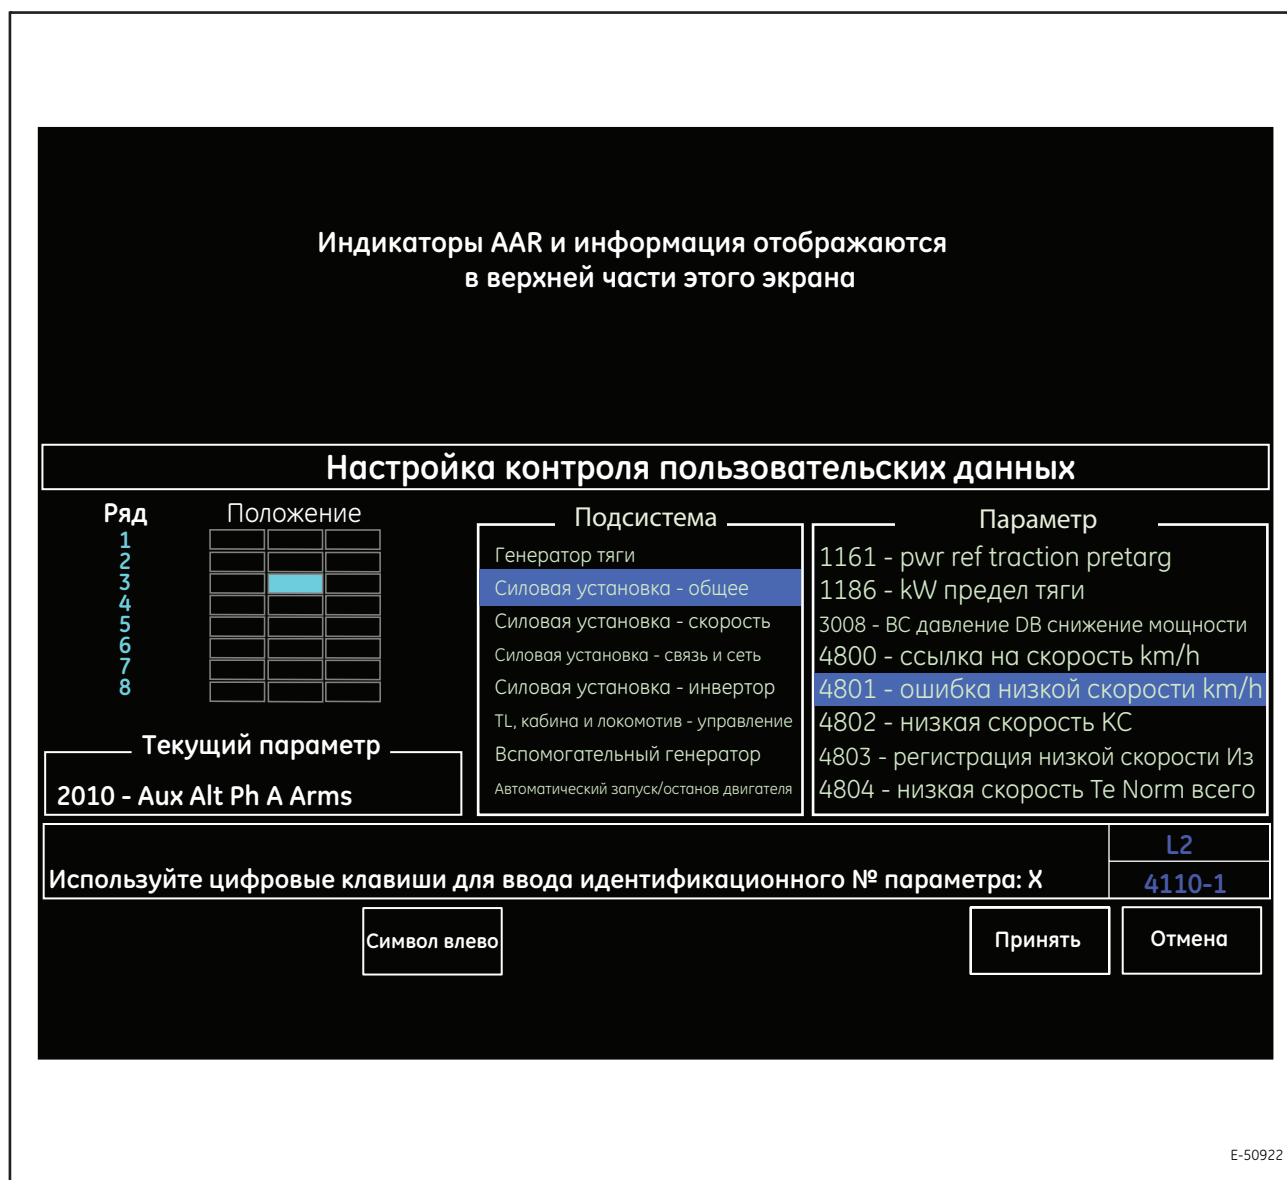 Индикаторы AAR и информация отображаются
в верхней части этого экрана
Настройка контроля пользовательских данных
Ряд
Положение
1
2
3
4
5
6
7
8
Текущий параметр
2010 - Aux Alt Ph A Arms
Подсистема
Генератор тяги
Силовая установка - общее
Силовая установка - скорость
Силовая установка - связь и сеть
Силовая установка - инвертор
TL, кабина и локомотив - управление
Вспомогательный генератор
Автоматический запуск/останов двигателя
Параметр
1161 - pwr ref traction pretarg
1186 - kW предел тяги
3008 - BC давление DB снижение мощности
4800 - ссылка на скорость km/h
4801 - ошибка низкой скорости km/h
4802 - низкая скорость КС
4803 - регистрация низкой скорости Из
4804 - низкая скорость Te Norm всего
Используйте цифровые клавиши для ввода идентификационного № параметра: X
L2
4110-1
Символ влево
Принять
Отмена
E-50922